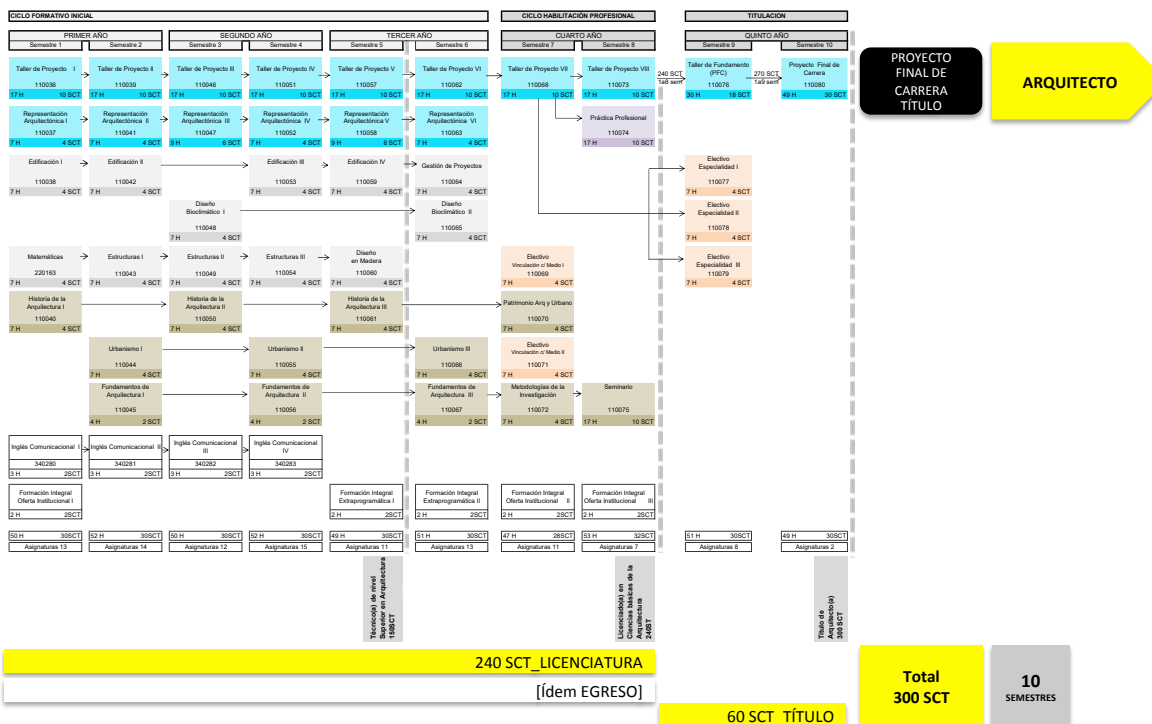 CICLO FORMATIVO INICIAL
CICLO HABILITACIÓN PROFESIONAL
TITULACION
PRIMER AÑO
SEGUNDO AÑO
TERCER AÑO
CUARTO AÑO
QUINTO AÑO
Semestre 1
Semestre 2
Semestre 3
Semestre 4
Semestre 5
Semestre 6
Semestre 7
Semestre 8
Semestre 9
Semestre 10
Taller de Proyecto I
110036
17 H 10 SCT
Taller de Proyecto II
110039
17 H 10 SCT
Taller de Proyecto III
110046
17 H 10 SCT
Taller de Proyecto IV
110051
17 H 10 SCT
Taller de Proyecto V
110057
17 H 10 SCT
Taller de Proyecto VI
110062
17 H 10 SCT
Taller de Proyecto VII
110068
17 H 10 SCT
Taller de Proyecto VIII
110073
17 H 10 SCT
240 SCT
1a8 sem
Taller de Fundamento
(PFC)
110076
30 H 18 SCT
270 SCT
1a9 sem
Proyecto Final de
Carrera
110080
49 H 30 SCT
PROYECTO
FINAL DE
CARRERA
TÍTULO
ARQUITECTO
Representación
Arquitectónica I
110037
7 H 4 SCT
Representación
Arquitectónica II
110041
7 H 4 SCT
Representación
Arquitectónica III
110047
9 H 6 SCT
Representación
Arquitectónica IV
110052
7 H 4 SCT
Representación
Arquitectónica V
110058
9 H 6 SCT
Representación
Arquitectónica VI
110063
7 H 4 SCT
Práctica Profesional
110074
17 H 10 SCT
Edificación I
110038
7 H 4 SCT
Edificación II
110042
7 H 4 SCT
Edificación III
110053
7 H 4 SCT
Edificación IV
110059
7 H 4 SCT
Gestión de Proyectos
110064
7 H 4 SCT
Electivo
Especialidad I
110077
7 H 4 SCT
Diseño
Bioclimático I
110048
7 H 4 SCT
Diseño
Bioclimático II
110065
7 H 4 SCT
Electivo
Especialidad II
110078
7 H 4 SCT
Matemáticas
220163
7 H 4 SCT
Estructuras I
110043
7 H 4 SCT
Estructuras II
110049
7 H 4 SCT
Estructuras III
110054
7 H 4 SCT
Diseño
en Madera
110060
7 H 4 SCT
Electivo
Vinculación c/ Medio I
110069
7 H 4 SCT
Electivo
Especialidad III
110079
7 H 4 SCT
Historia de la
Arquitectura I
110040
7 H 4 SCT
Historia de la
Arquitectura II
110050
7 H 4 SCT
Historia de la
Arquitectura III
110061
7 H 4 SCT
Patrimonio Arq y Urbano
110070
7 H 4 SCT
Urbanismo I
110044
7 H 4 SCT
Urbanismo II
110055
7 H 4 SCT
Urbanismo III
110066
7 H 4 SCT
Electivo
Vinculación c/ Medio II
110071
7 H 4 SCT
Fundamentos de
Arquitectura I
110045
4 H 2 SCT
Fundamentos de
Arquitectura II
110056
4 H 2 SCT
Fundamentos de
Arquitectura III
110067
4 H 2 SCT
Metodologías de la
Investigación
110072
7 H 4 SCT
Seminario
110075
17 H 10 SCT
Inglés Comunicacional I
340280
3 H 2SCT
Inglés Comunicacional II
340281
3 H 2SCT
Inglés Comunicacional
III
340282
3 H 2SCT
Inglés Comunicacional
IV
340283
3 H 2SCT
Formación Integral
Oferta Institucional I
2 H 2SCT
Formación Integral
Extraprogramática I
2 H 2SCT
Formación Integral
Extraprogramática II
2 H 2SCT
Formación Integral
Oferta Institucional II
2 H 2SCT
Formación Integral
Oferta Institucional III
2 H 2SCT
50 H 30SCT
52 H 30SCT
50 H 30SCT
52 H 30SCT
49 H 30SCT
51 H 30SCT
47 H 28SCT
53 H 32SCT
51 H 30SCT
49 H 30SCT
Asignaturas 13
Asignaturas 14
Asignaturas 12
Asignaturas 15
Asignaturas 11
Asignaturas 13
Asignaturas 11
Asignaturas 7
Asignaturas 8
Asignaturas 2
Técnico(a) de nivel
Superior en Arquitectura
150SCT
Licenciado(a) en
Ciencias básicas de la
Arquitectura
240ST
Título de
Arquitecto(a)
300 SCT
240 SCT_LICENCIATURA
[Ídem EGRESO]
60 SCT_TÍTULO
Total
300 SCT
10
SEMESTRES